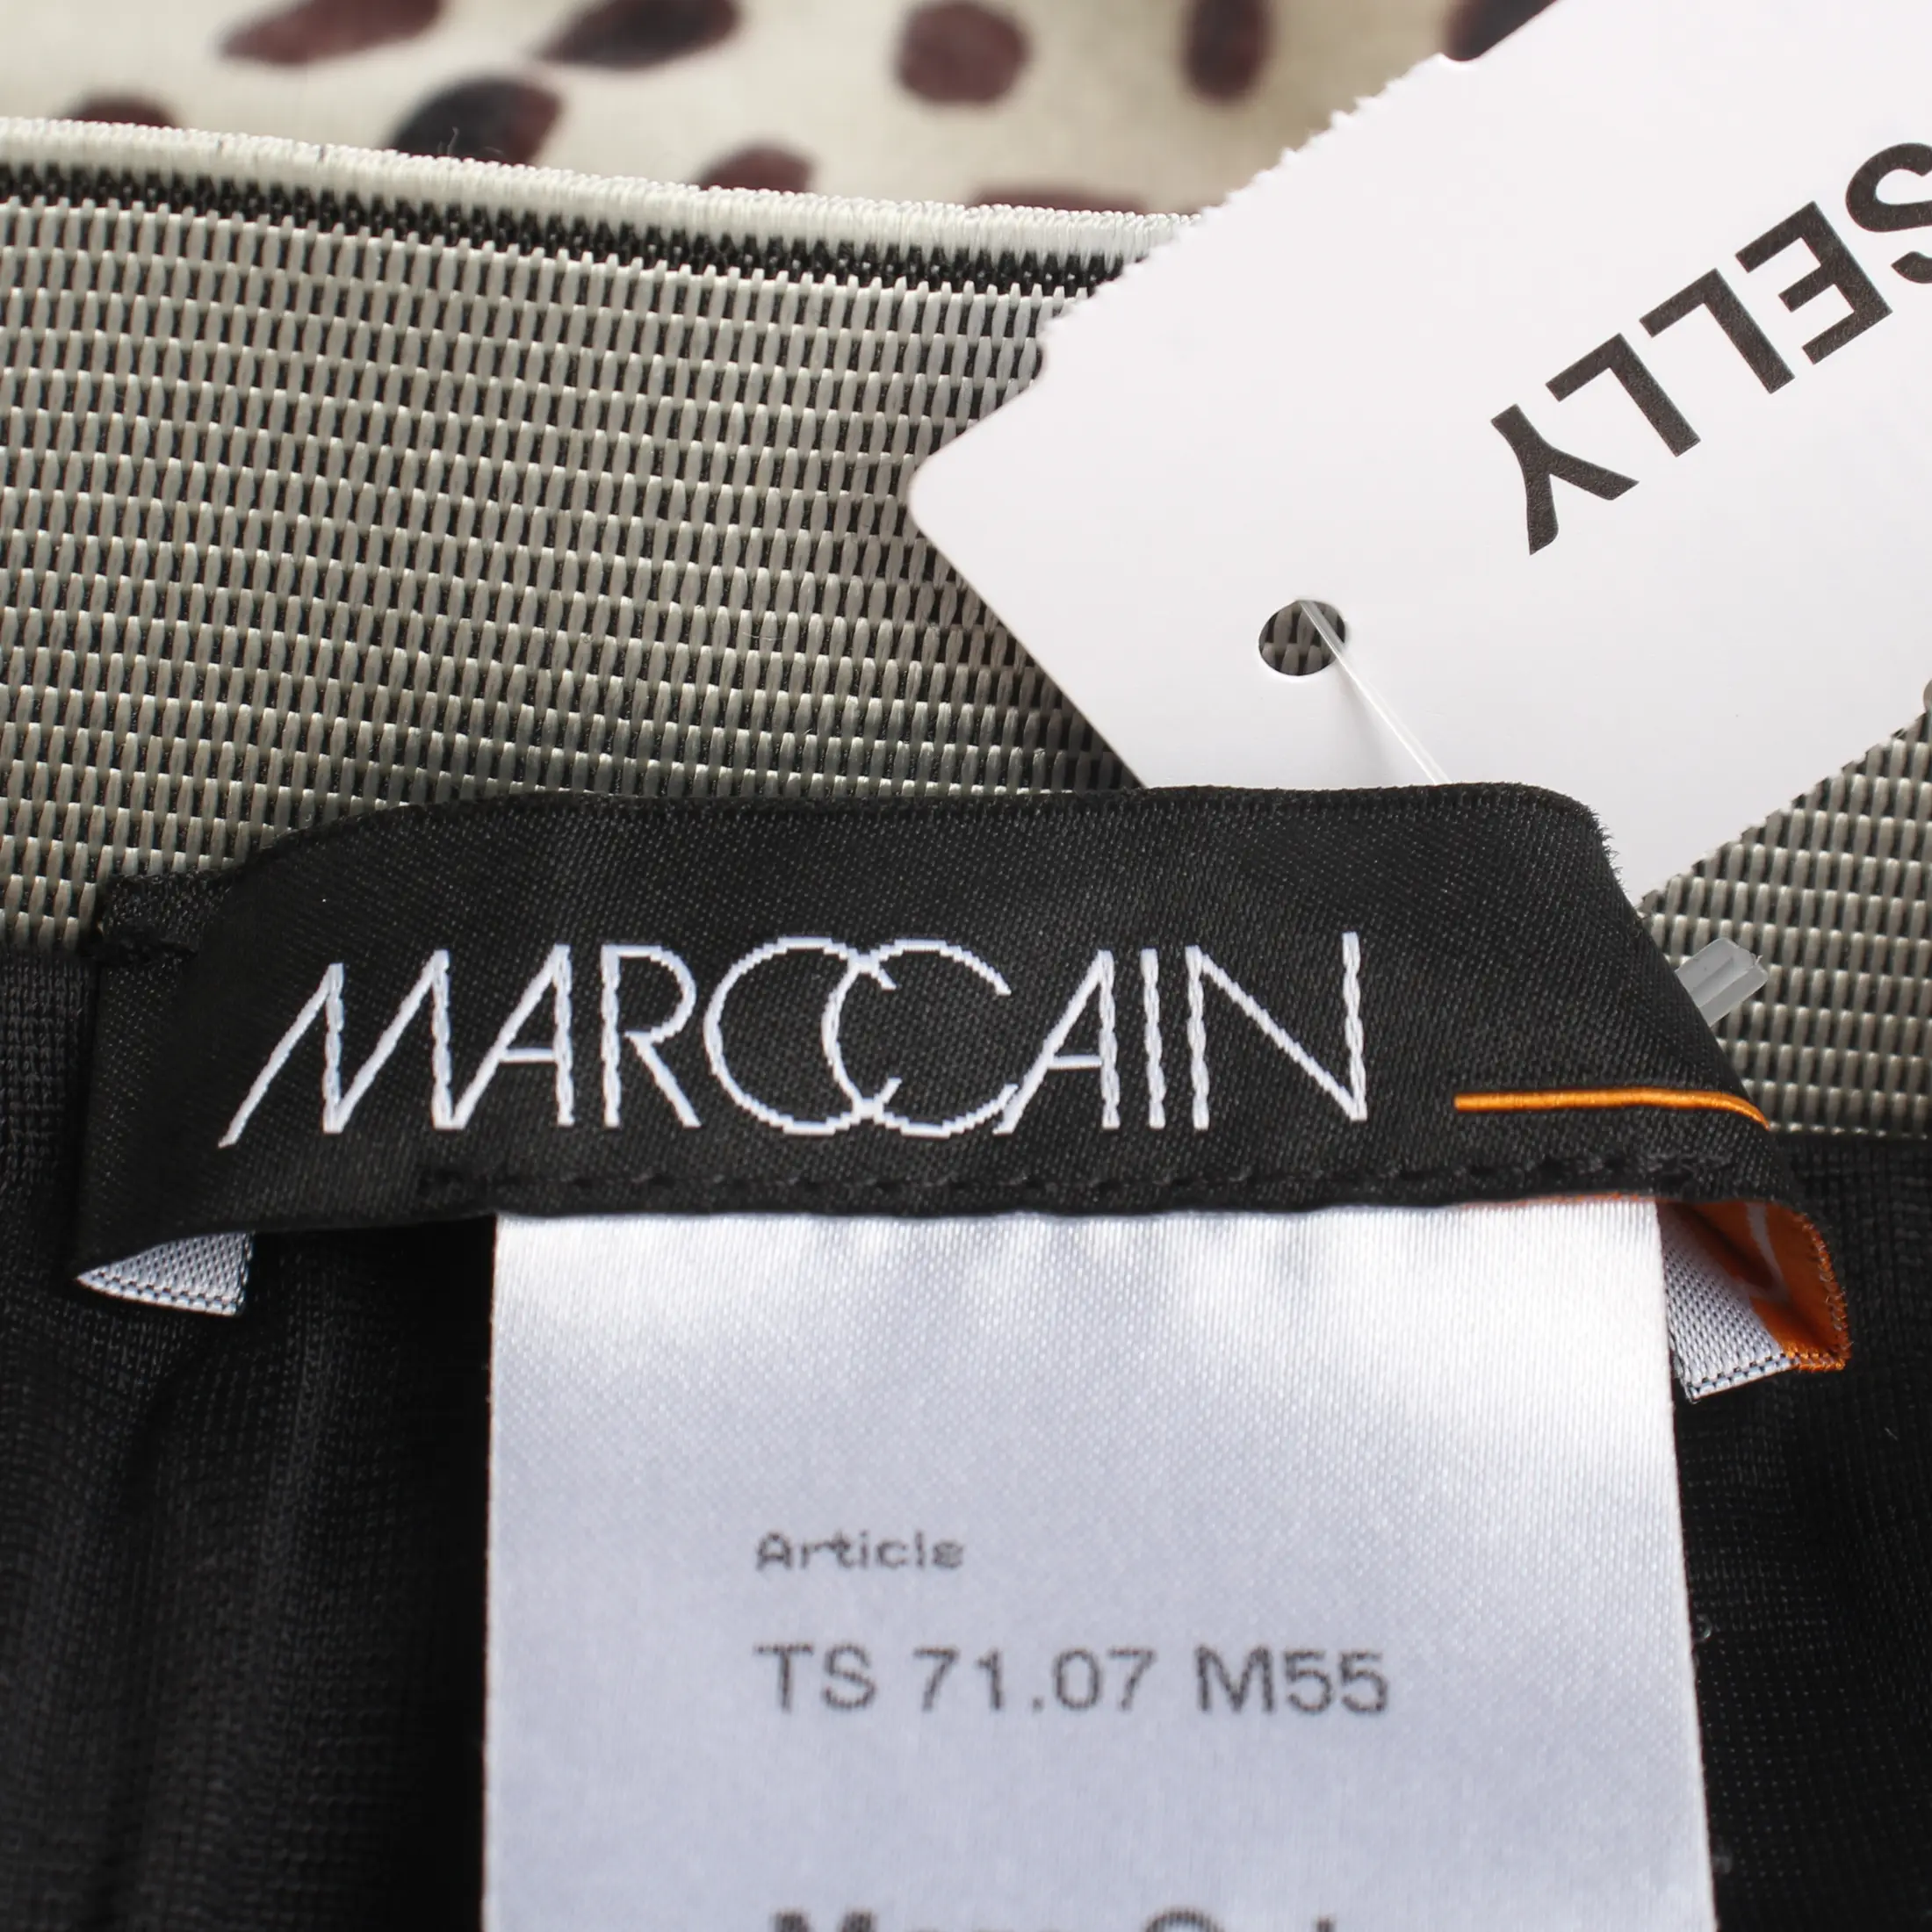 SELLY
MARCCAIN
Article
TS 71.07 M55